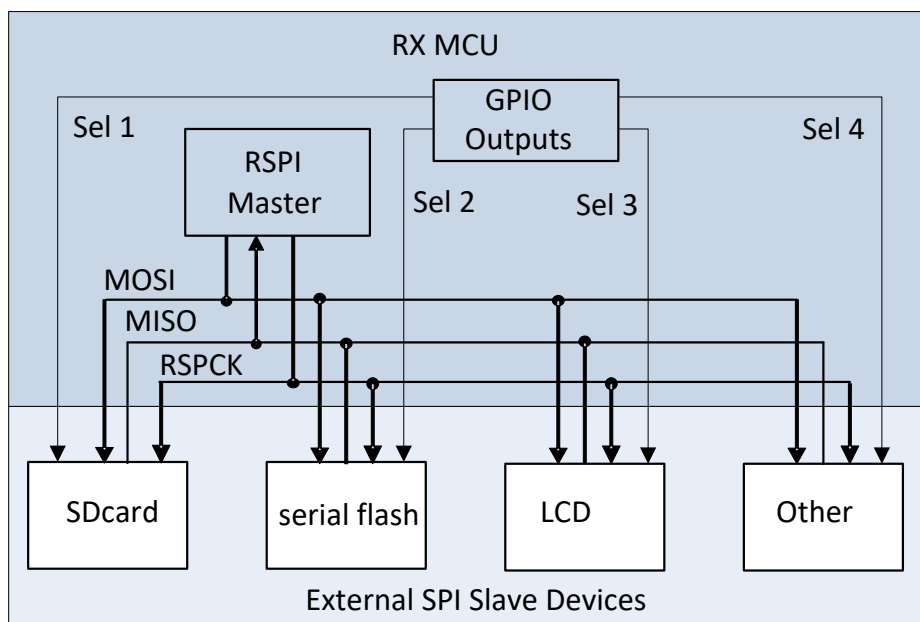 RX MCU
GPIO
Outputs
Sel 1
Sel 4
RSPI
Master
Sel 2
Sel 3
MOSI
MISO
RSPCK
SDcard
serial flash
LCD
Other
External SPI Slave Devices